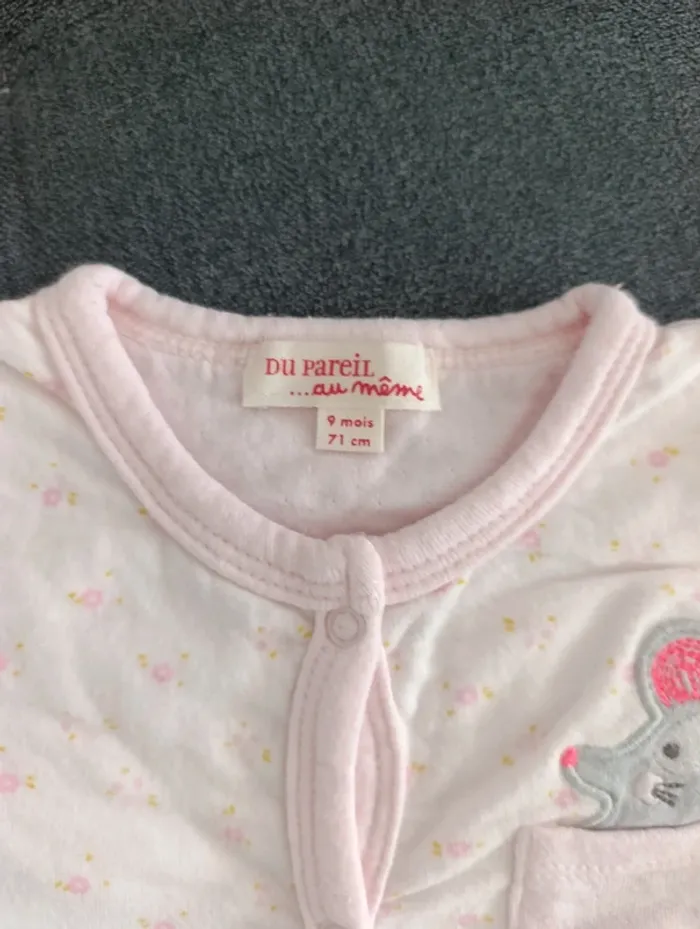 DU PAREIL
...au même
9 mois
71 cm